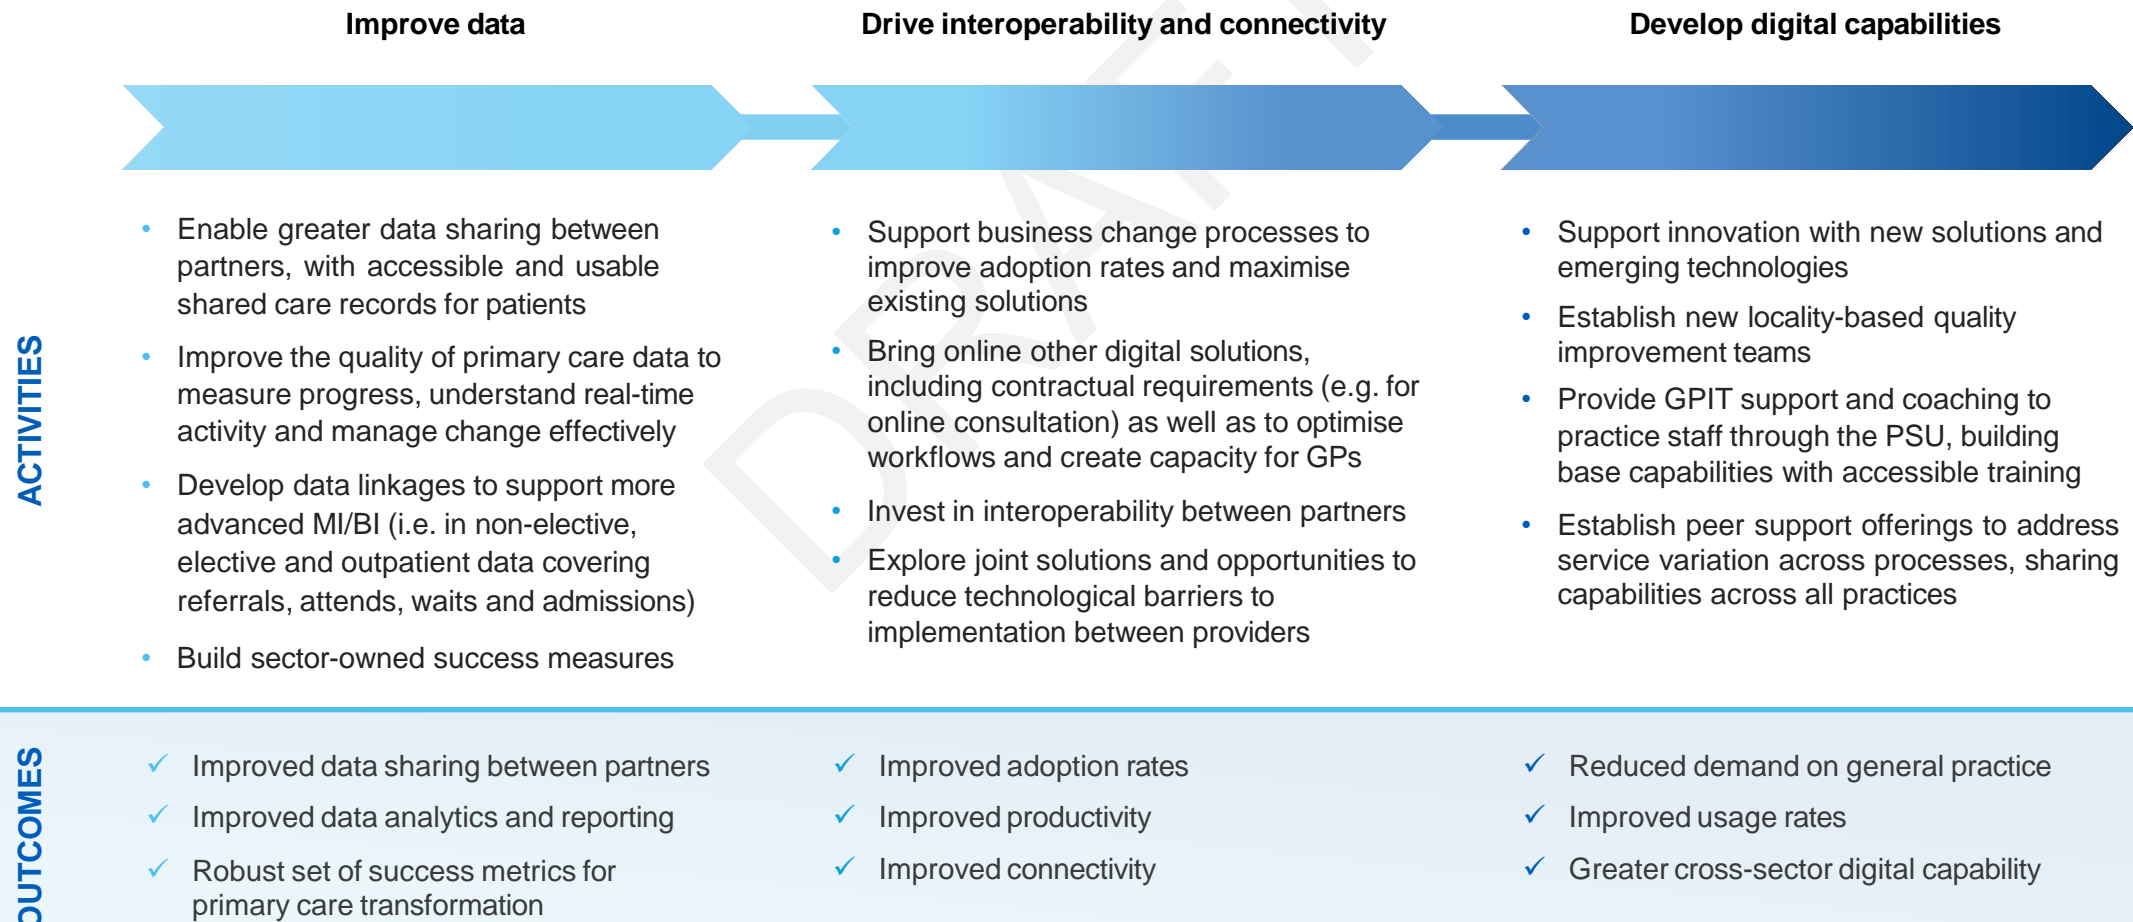 Improve data
Drive interoperability and connectivity
Develop digital capabilities
ACTIVITIES
• Enable greater data sharing between
partners, with accessible and usable
shared care records for patients
• Improve the quality of primary care data to
measure progress, understand real-time
activity and manage change effectively
• Develop data linkages to support more
advanced MI/BI (i.e. in non-elective,
elective and outpatient data covering
referrals, attends, waits and admissions)
• Build sector-owned success measures
• Support business change processes to
improve adoption rates and maximise
existing solutions
• Bring online other digital solutions,
including contractual requirements (e.g. for
online consultation) as well as to optimise
workflows and create capacity for GPs
• Invest in interoperability between partners
• Explore joint solutions and opportunities to
reduce technological barriers to
implementation between providers
• Support innovation with new solutions and
emerging technologies
• Establish new locality-based quality
improvement teams
• Provide GPIT support and coaching to
practice staff through the PSU, building
base capabilities with accessible training
• Establish peer support offerings to address
service variation across processes, sharing
capabilities across all practices
OUTCOMES
✓ Improved data sharing between partners
✓ Improved data analytics and reporting
✓ Robust set of success metrics for
primary care transformation
✓ Improved adoption rates
✓ Improved productivity
✓ Improved connectivity
✓ Reduced demand on general practice
✓ Improved usage rates
✓ Greater cross-sector digital capability
DRAFT